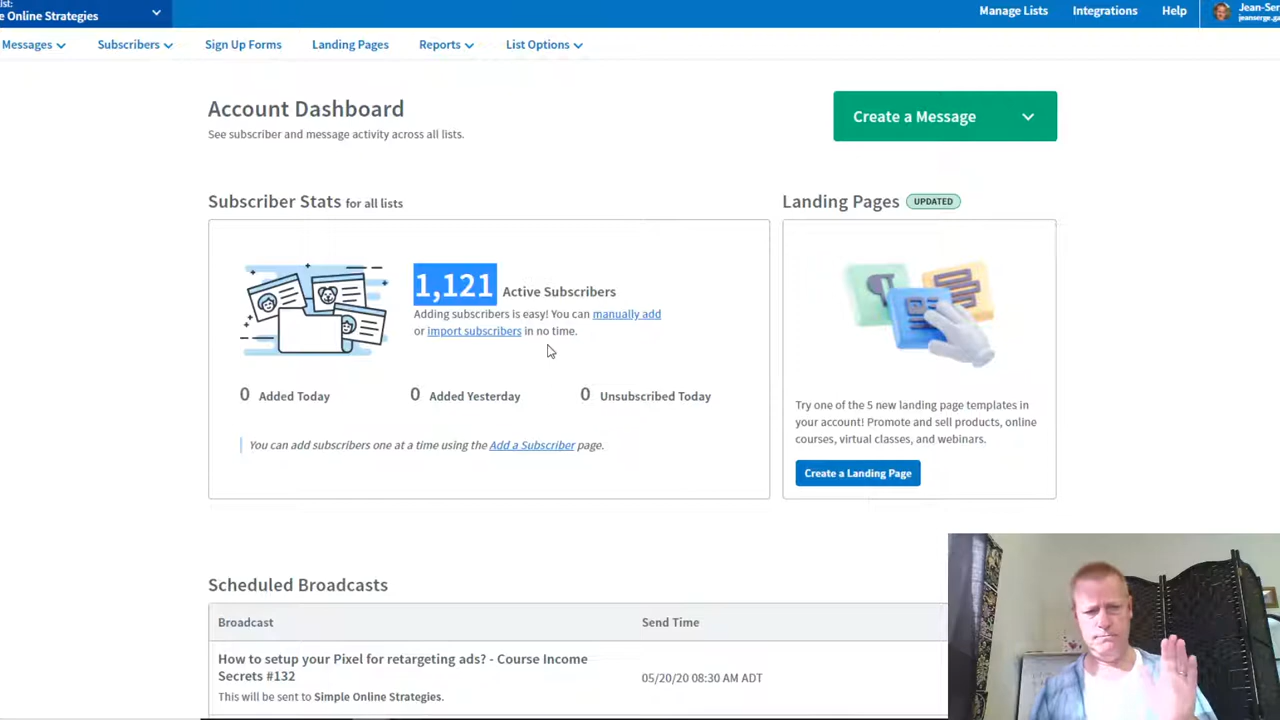 List:
e Online Strategies
Manage Lists
Integrations
Help
Jean-Ser
jeanserge.ga
Messages
Subscribers
Sign Up Forms
Landing Pages
Reports
List Options
Account Dashboard
See subscriber and message activity across all lists.
Create a Message
Subscriber Stats for all lists
1,121 Active Subscribers
Adding subscribers is easy! You can manually add
or import subscribers in no time.
0 Added Today
0 Added Yesterday
0 Unsubscribed Today
You can add subscribers one at a time using the Add a Subscriber page.
Landing Pages UPDATED
Try one of the 5 new landing page templates in
your account! Promote and sell products, online
courses, virtual classes, and webinars.
Create a Landing Page
Scheduled Broadcasts
Broadcast
Send Time
How to setup your Pixel for retargeting ads? - Course Income
Secrets #132
This will be sent to Simple Online Strategies.
05/20/20 08:30 AM ADT